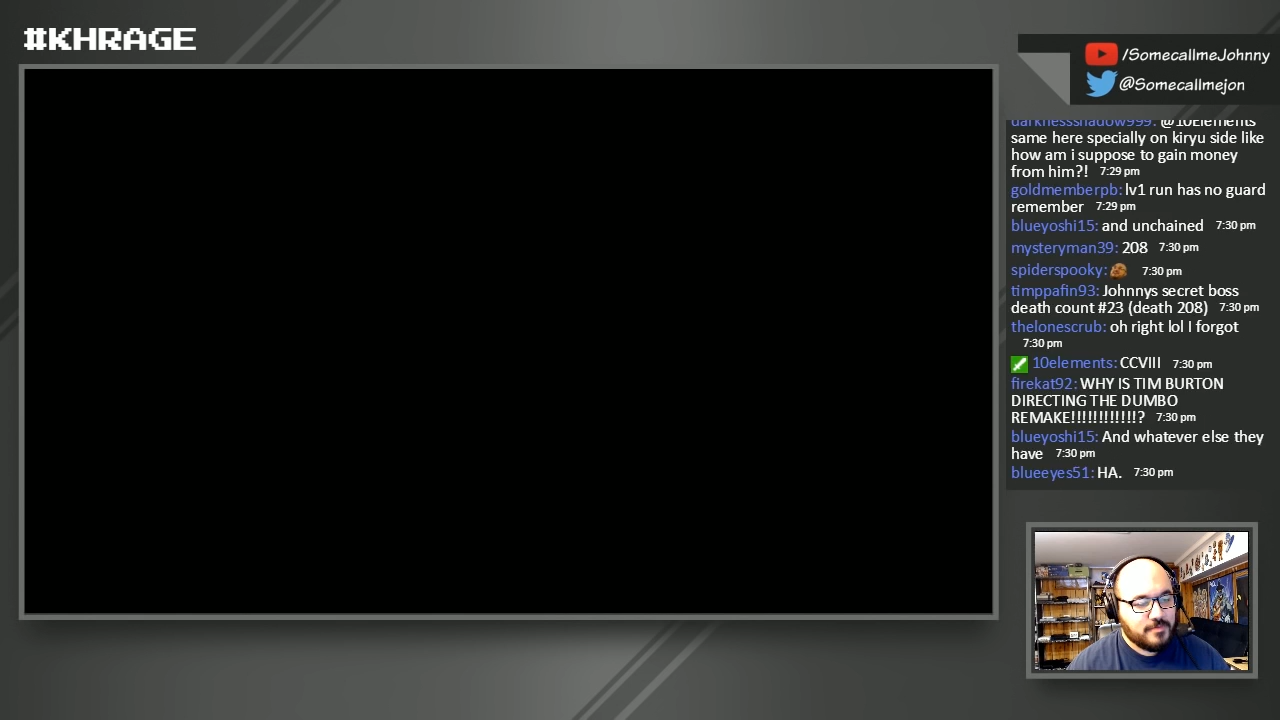 #KHRAGE
/SomecallmeJohnny
@Somecallmejon
darknessshadow999: @10Elements
same here specially on kiryu side like
how am i suppose to gain money
from him?! 7:29 pm
goldmemberpb: lv1 run has no guard
remember 7:29 pm
blueyoshi15: and unchained 7:30 pm
mysteryman39: 208 7:30 pm
spiderspooky: 7:30 pm
timppafin93: Johnnys secret boss
death count #23 (death 208) 7:30 pm
thelonescrub: oh right lol I forgot
7:30 pm
10elements: CCVIII 7:30 pm
firekat92: WHY IS TIM BURTON
DIRECTING THE DUMBO
REMAKE!!!!!!!!!!!!? 7:30 pm
blueyoshi15: And whatever else they
have 7:30 pm
blueeyes51: HA. 7:30 pm